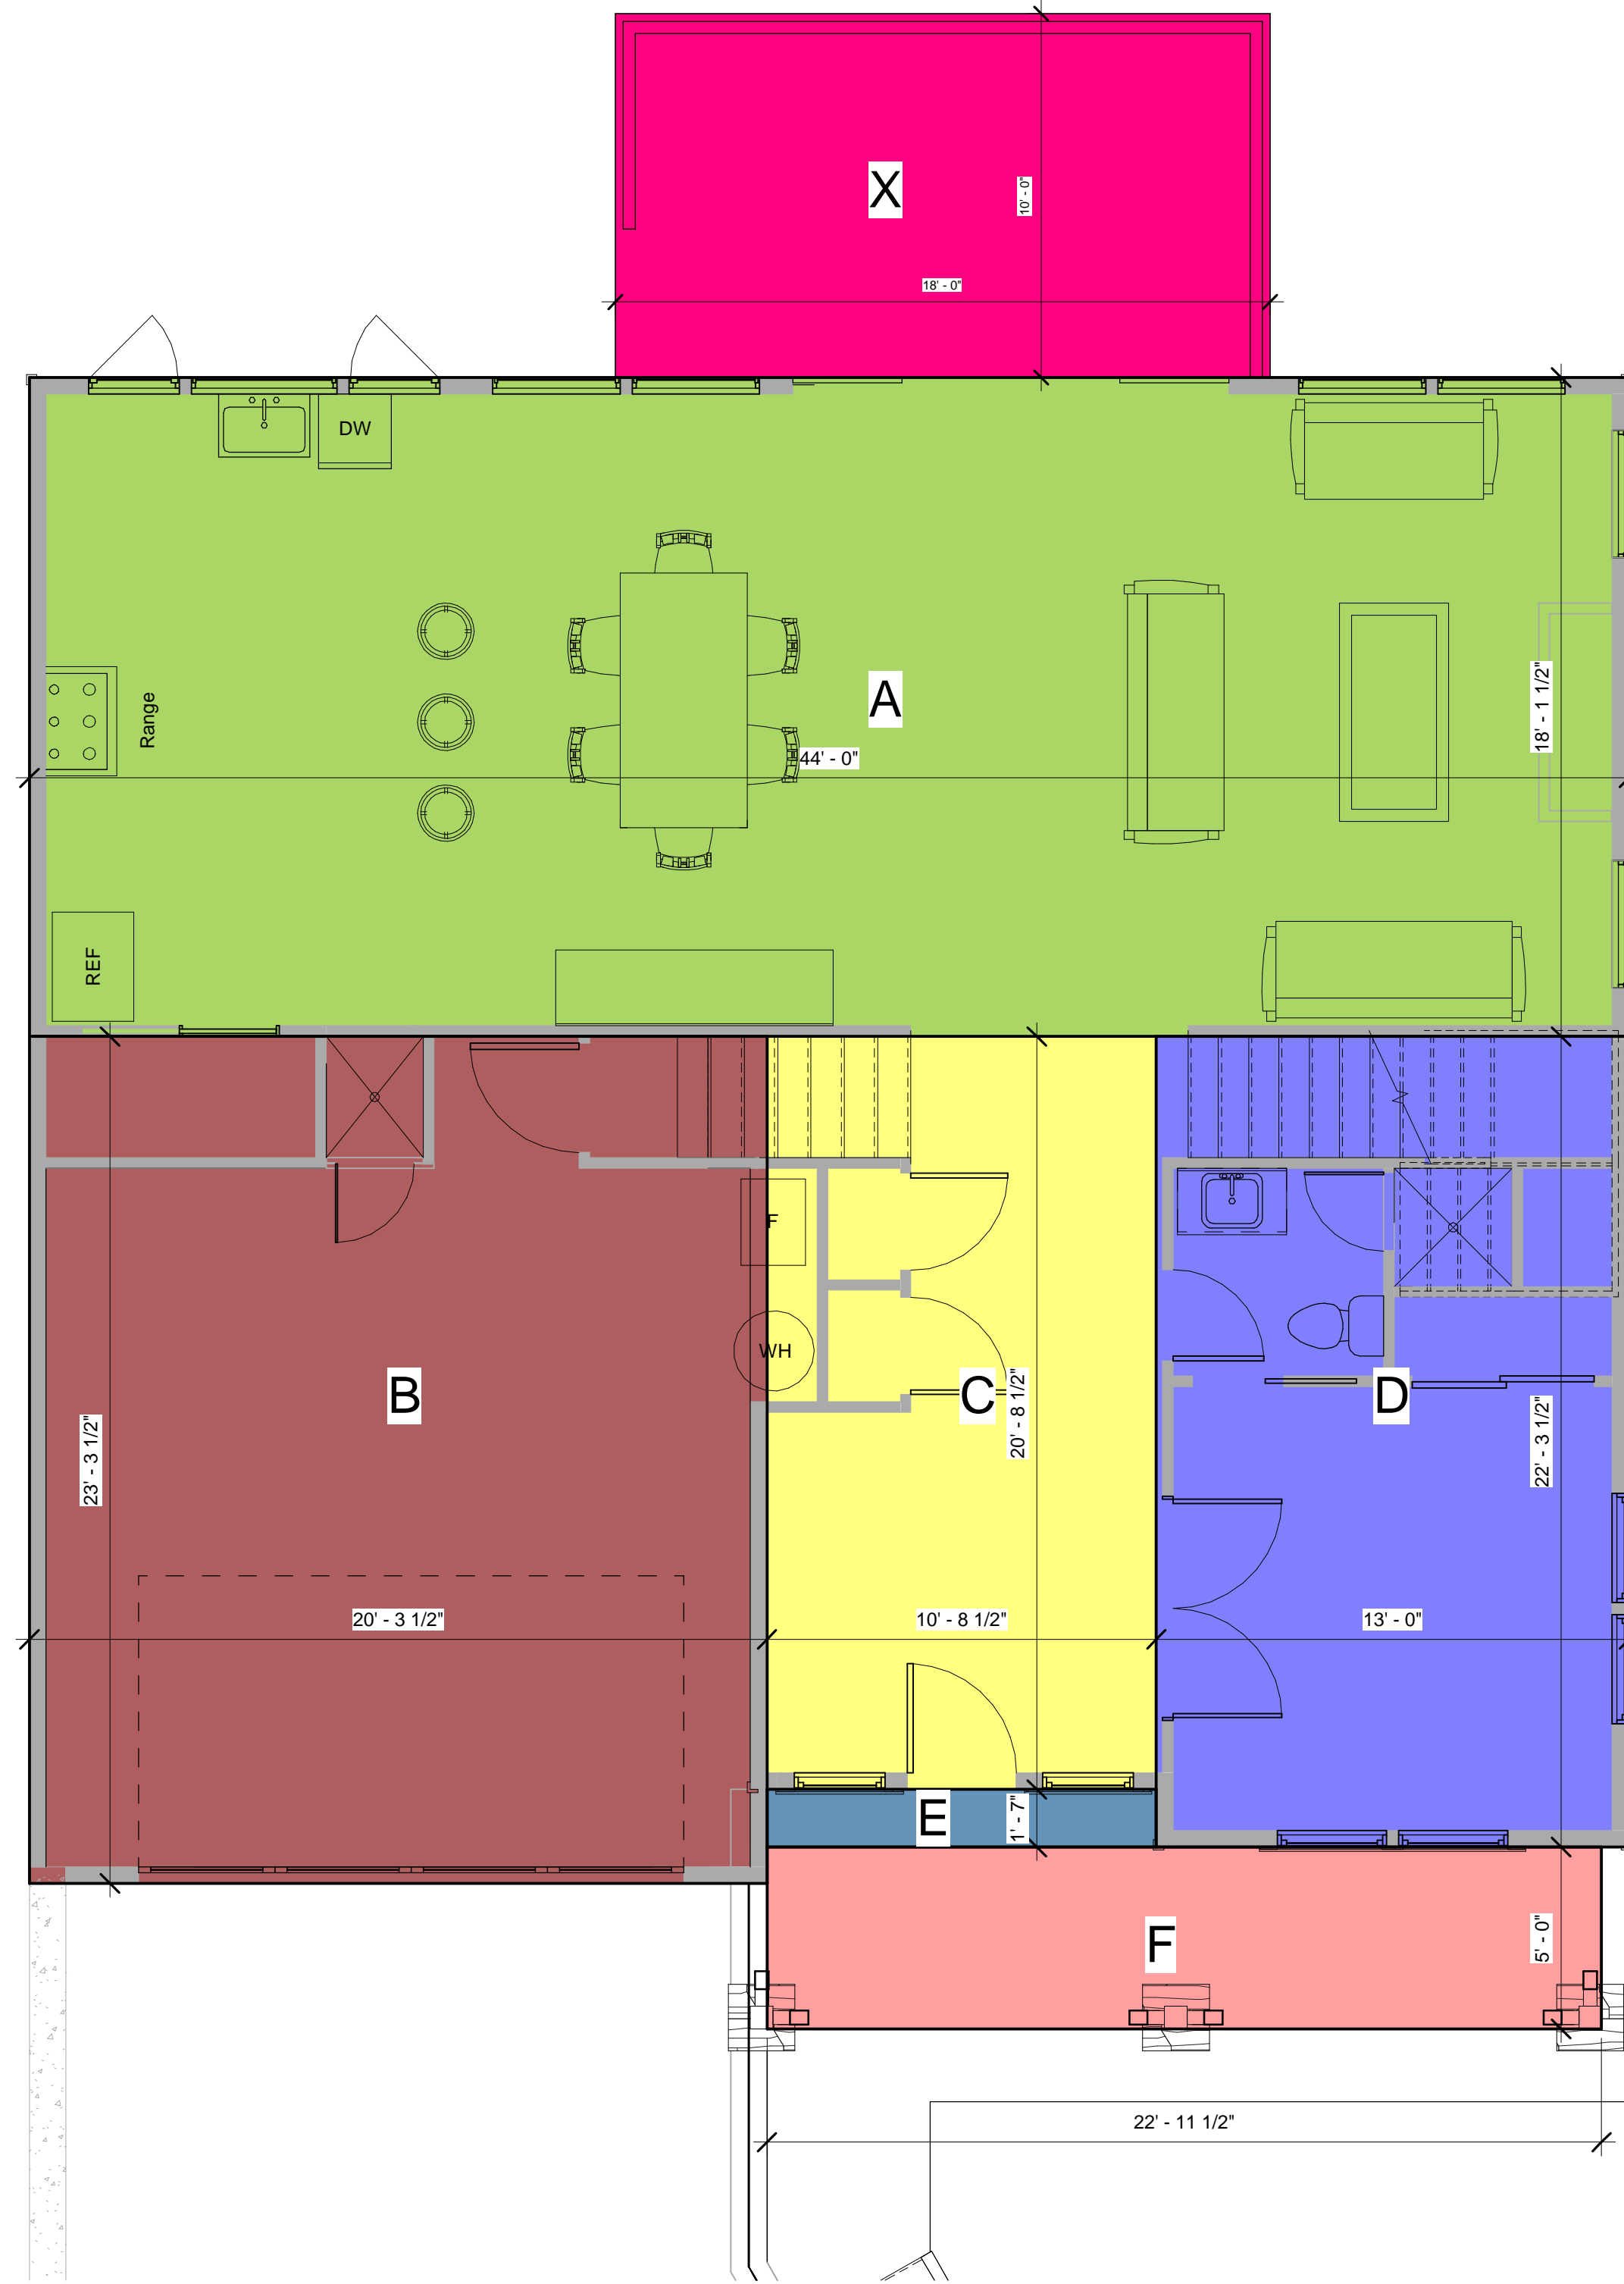 X
10' - 0"
18' - 0"
DW
Range
A
18' - 1 1/2"
44' - 0"
REF
F
WH
B
C
20' - 8 1/2"
D
23' - 3 1/2"
22' - 3 1/2"
20' - 3 1/2"
10' - 8 1/2"
13' - 0"
E
1' - 7"
F
5' - 0"
22' - 11 1/2"